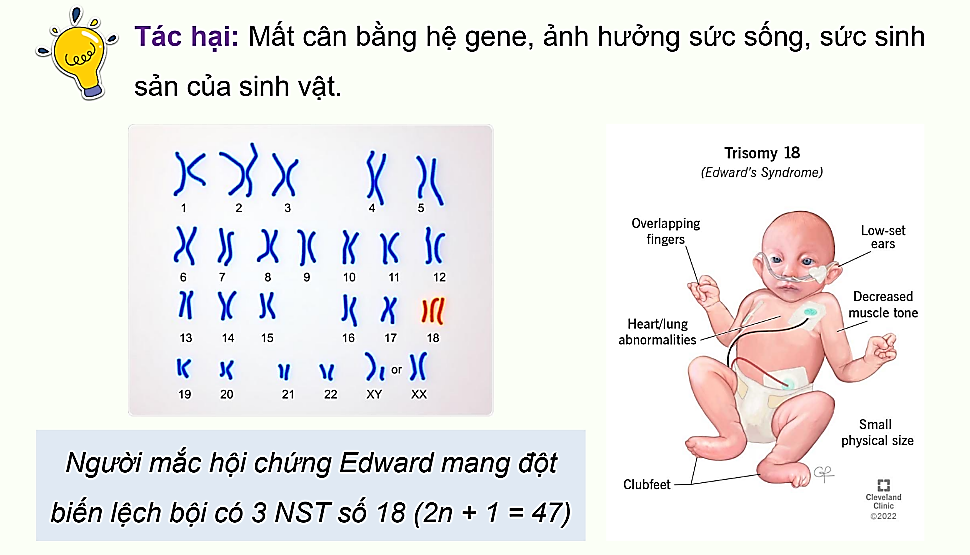 Tác hại: Mất cân bằng hệ gene, ảnh hưởng sức sống, sức sinh
sản của sinh vật.
1 2 3 4 5
6 7 8 9 10 11 12
13 14 15 16 17 18
or
19 20 21 22 XY XX
Người mắc hội chứng Edward mang đột
biến lệch bội có 3 NST số 18 (2n + 1 = 47)
Trisomy 18
(Edward's Syndrome)
Overlapping
fingers
Low-set
ears
Decreased
muscle tone
Heart/lung
abnormalities
Small
physical size
Clubfeet
Cleveland
Clinic
©2022